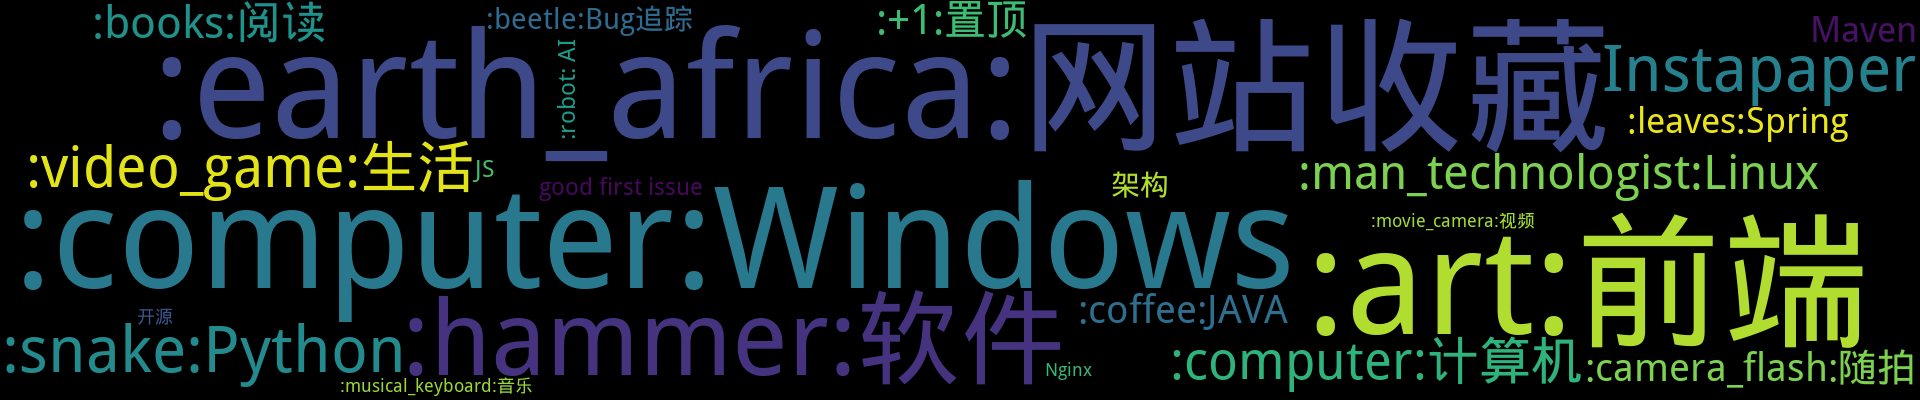 :books:阅读
:beetle:Bug追踪
:+1:置顶
Maven
:earth_africa:网站收藏
:robot: AI
Instapaper
:leaves:Spring
:video_game:生活
JS
good first issue
架构
:man_technologist:Linux
:computer:Windows
:movie_camera:视频
:art:前端
开源
:snake:Python
:hammer:软件
:coffee:JAVA
:computer:计算机
:camera_flash:随拍
Nginx
:musical_keyboard:音乐